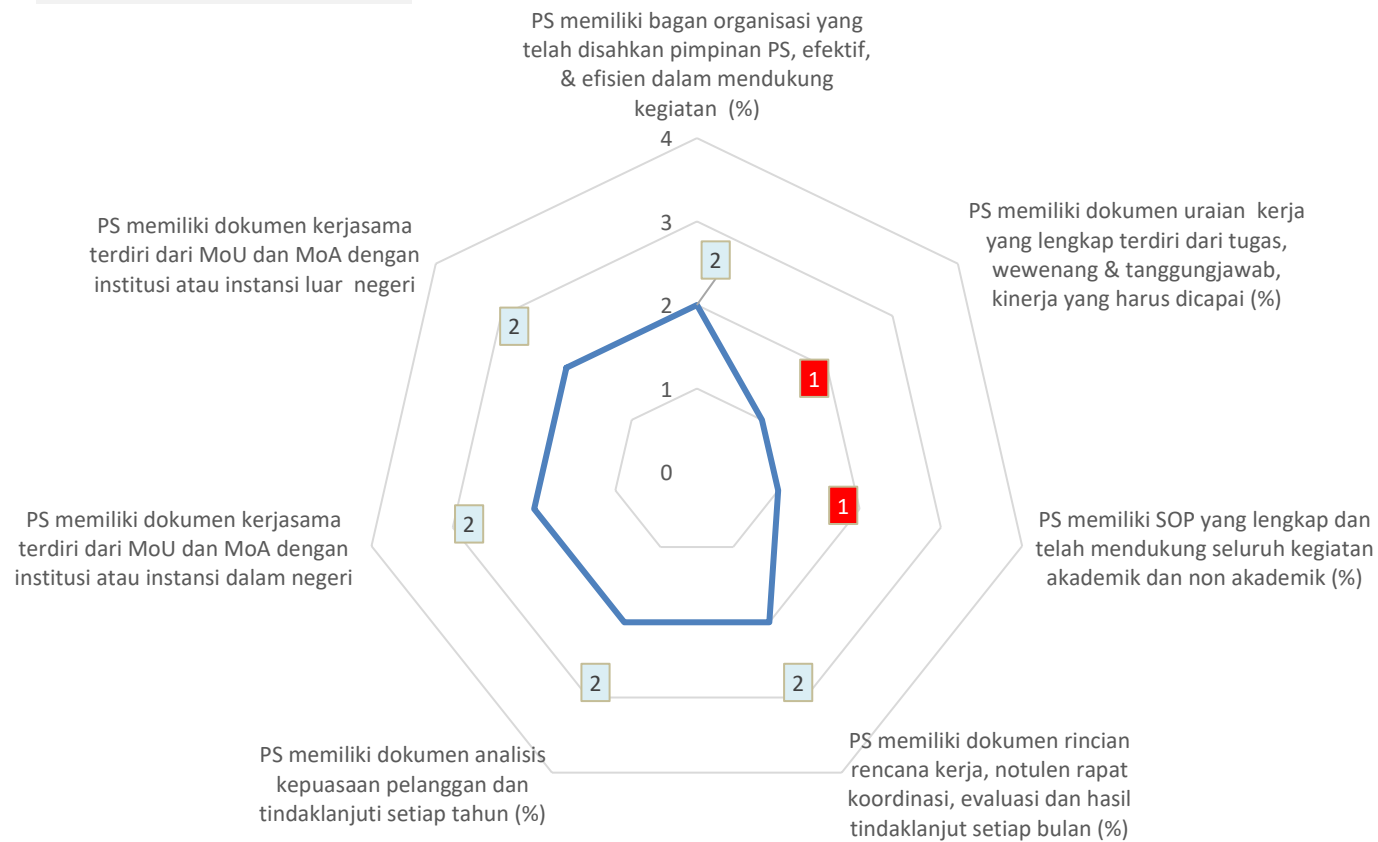 PS memiliki bagan organisasi yang
telah disahkan pimpinan PS, efektif,
& efisien dalam mendukung
kegiatan (%)
4
3
2
1
0
2
PS memiliki dokumen uraian kerja
yang lengkap terdiri dari tugas,
wewenang & tanggungjawab,
kinerja yang harus dicapai (%)
1
PS memiliki SOP yang lengkap dan
telah mendukung seluruh kegiatan
akademik dan non akademik (%)
1
PS memiliki dokumen rincian
rencana kerja, notulen rapat
koordinasi, evaluasi dan hasil
tindaklanjut setiap bulan (%)
2
PS memiliki dokumen analisis
kepuasaan pelanggan dan
tindaklanjuti setiap tahun (%)
2
PS memiliki dokumen kerjasama
terdiri dari MoU dan MoA dengan
institusi atau instansi dalam negeri
2
PS memiliki dokumen kerjasama
terdiri dari MoU dan MoA dengan
institusi atau instansi luar negeri
2